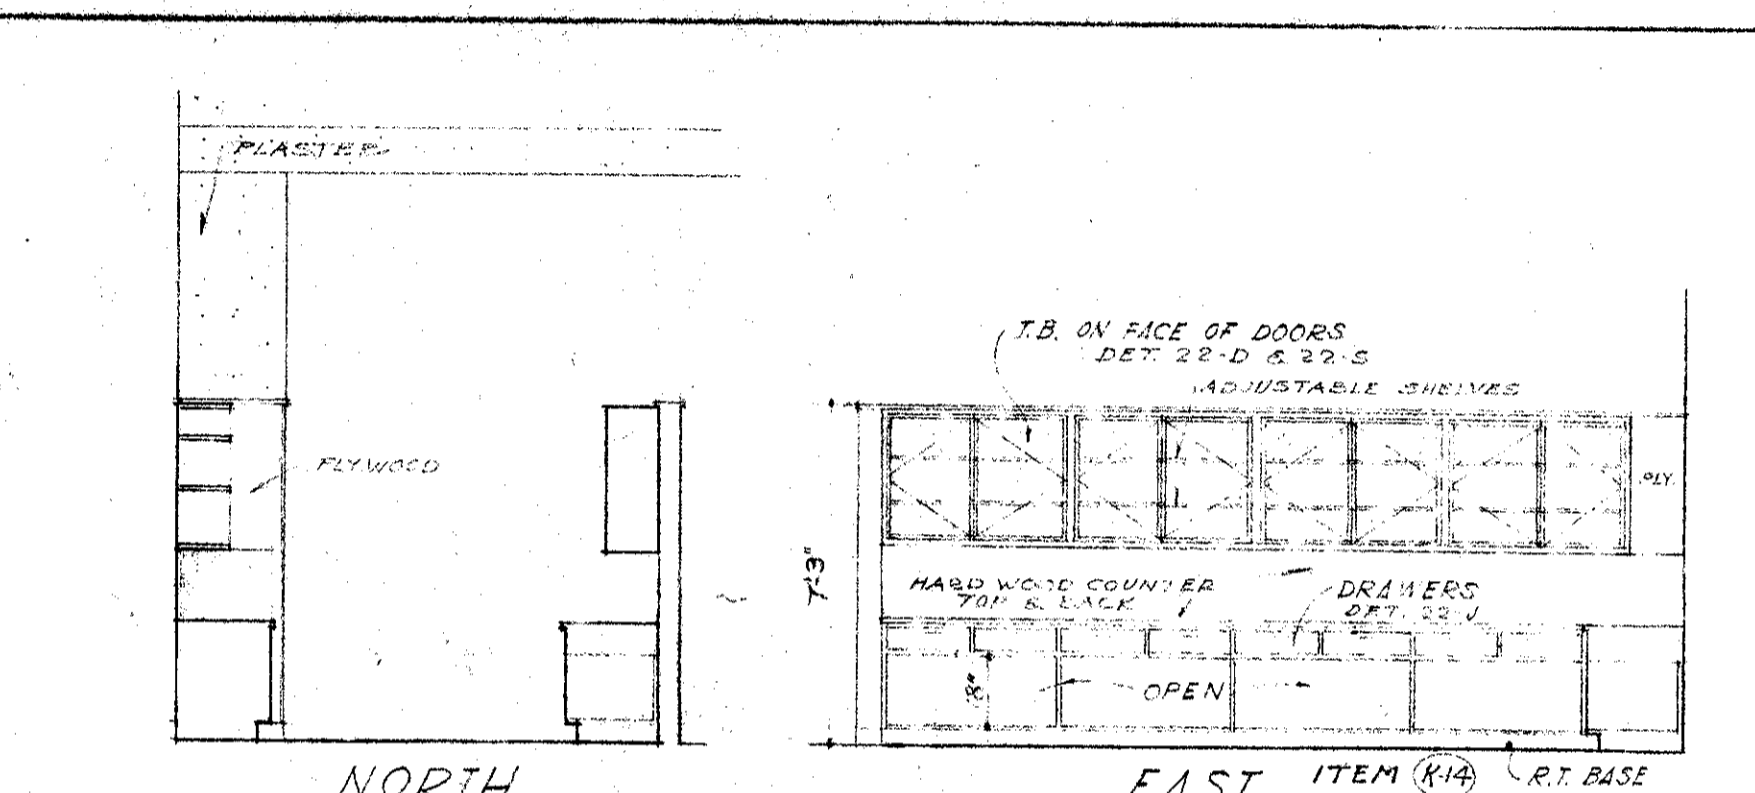 PLASTER
PLYWOOD
NORTH
T.B. ON FACE OF DOORS
DET. 22-D & 22-S
ADJUSTABLE SHELVES
PLY.
7'-3"
HARD WOOD COUNTER
TOP & BACK
DRAWERS
DET. 22-J
18"
OPEN
EAST ITEM K-14 R.T. BASE